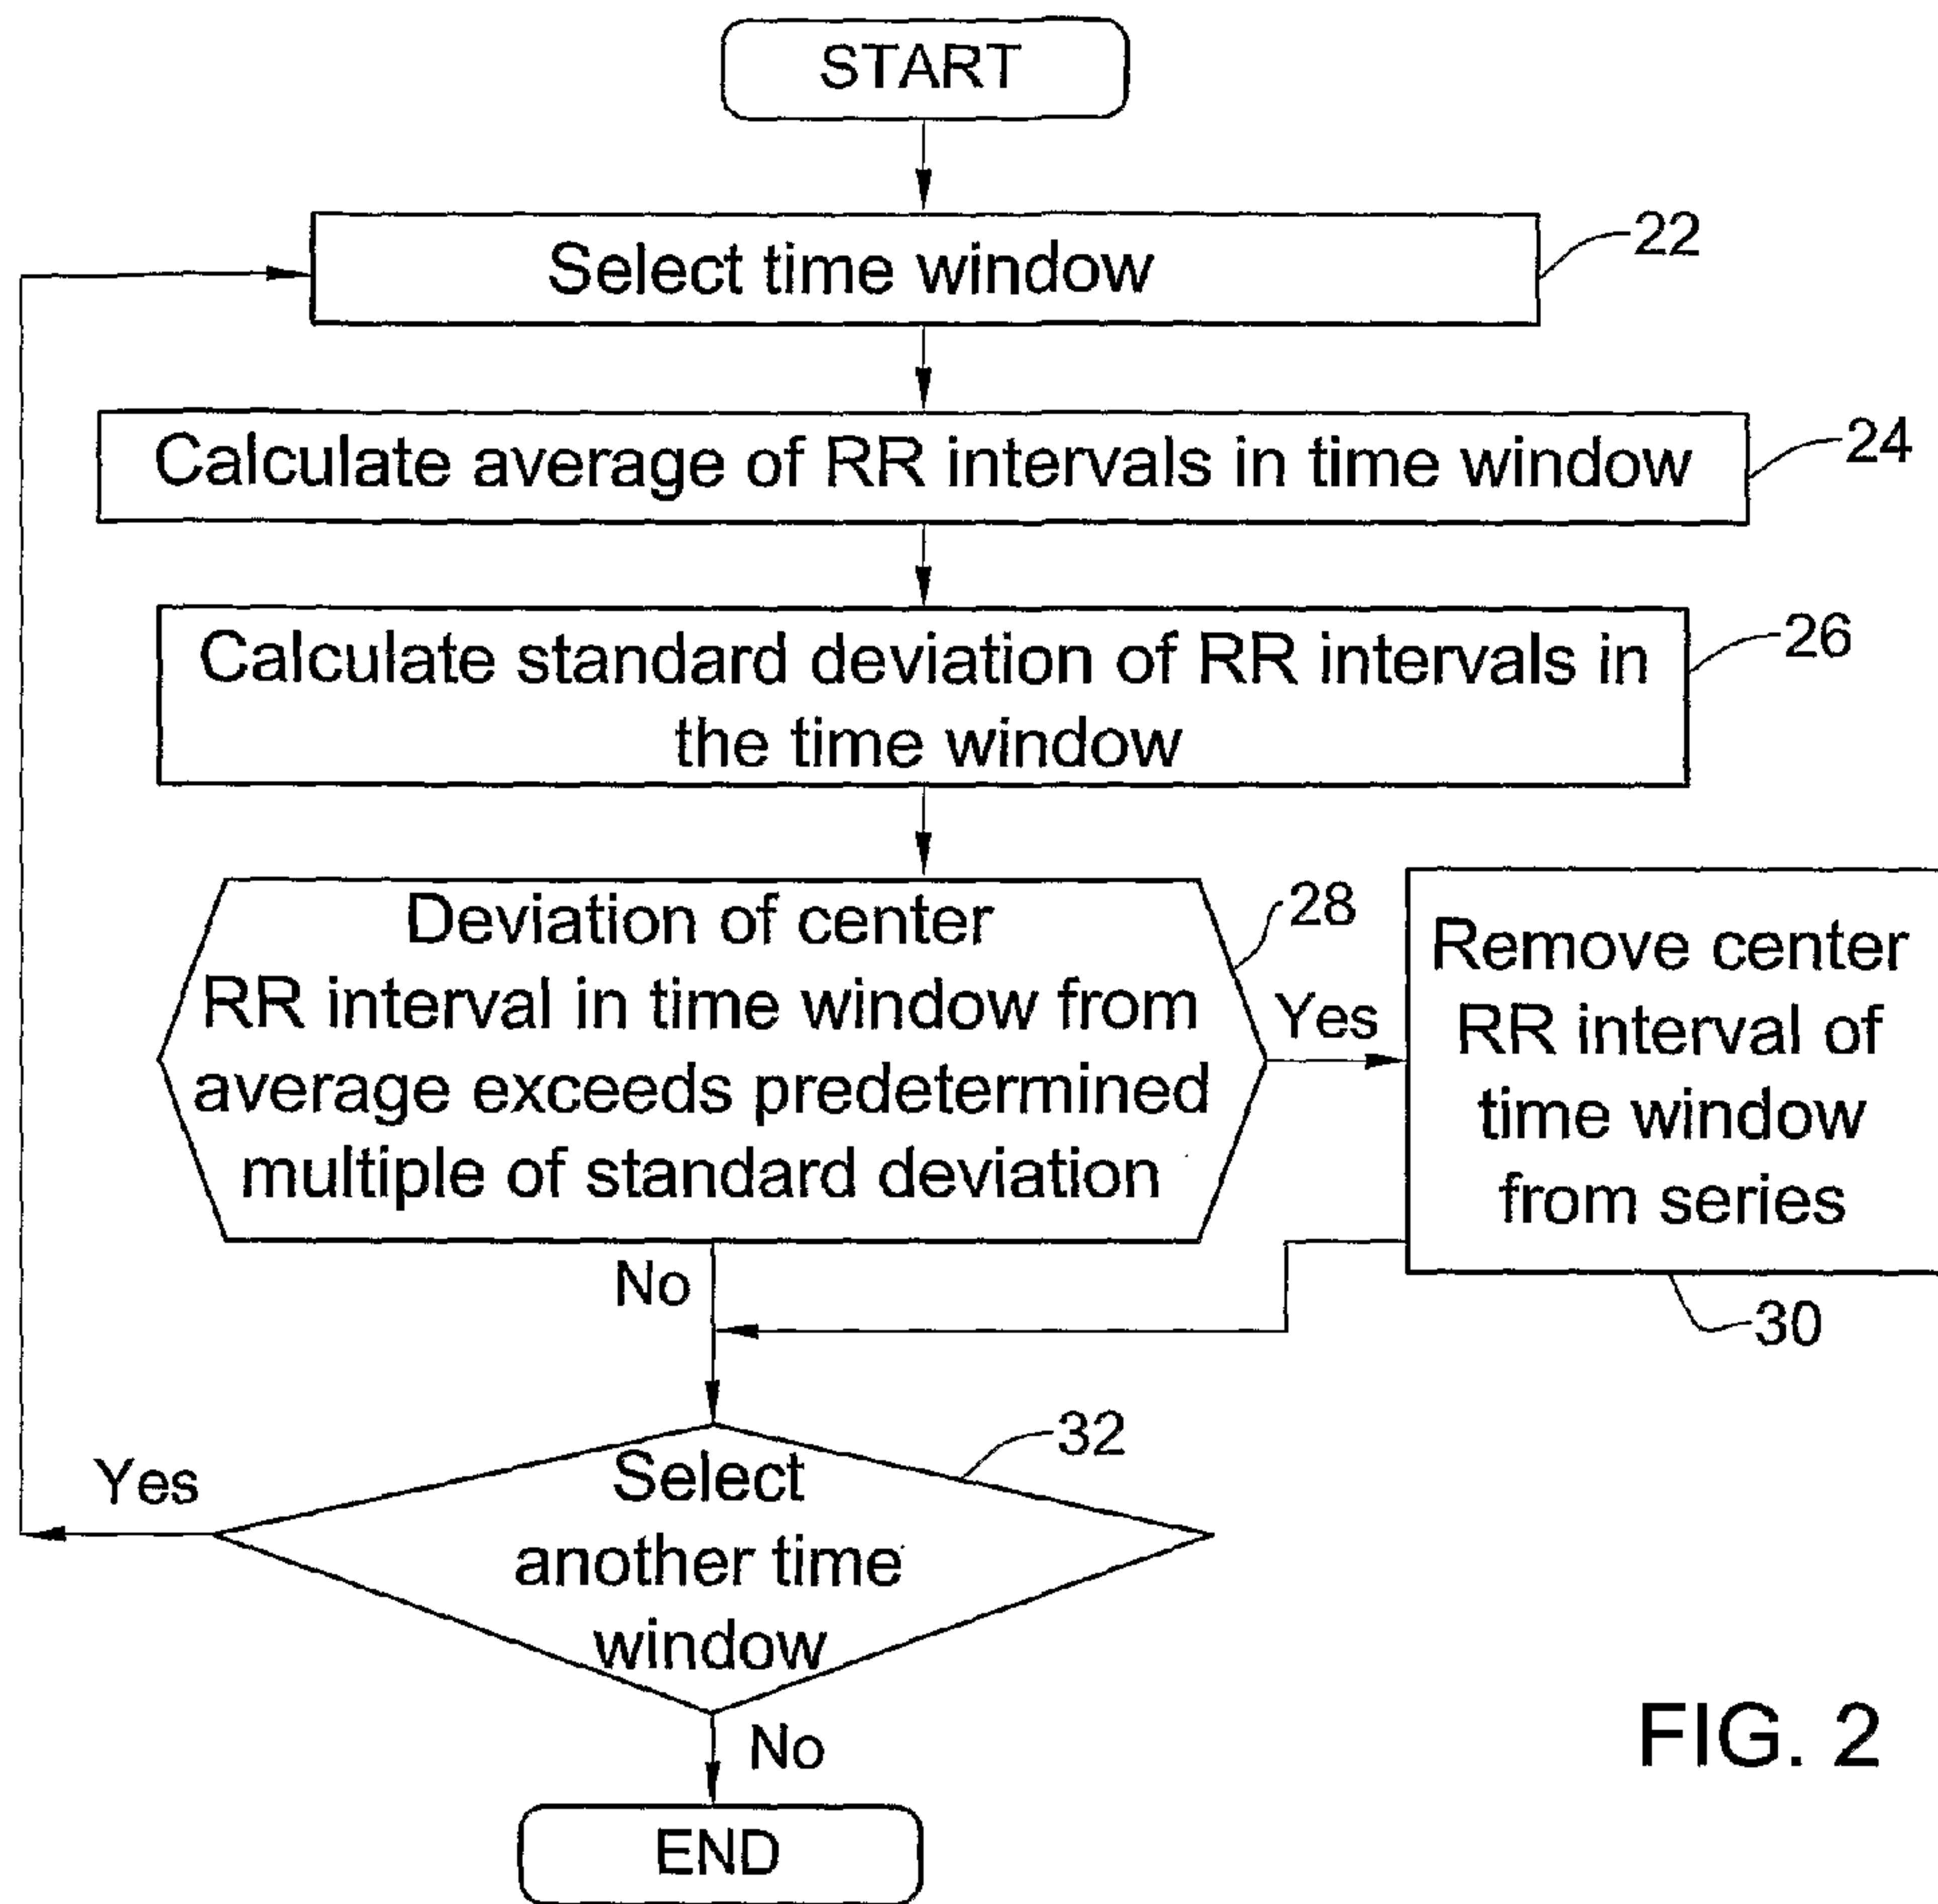 START
Select time window
22
Calculate average of RR intervals in time window
24
Calculate standard deviation of RR intervals in
the time window
26
Deviation of center
RR interval in time window from
average exceeds predetermined
multiple of standard deviation
28
Yes
Remove center
RR interval of
time window
from series
30
No
Select
another time
window
32
Yes
No
END
FIG. 2